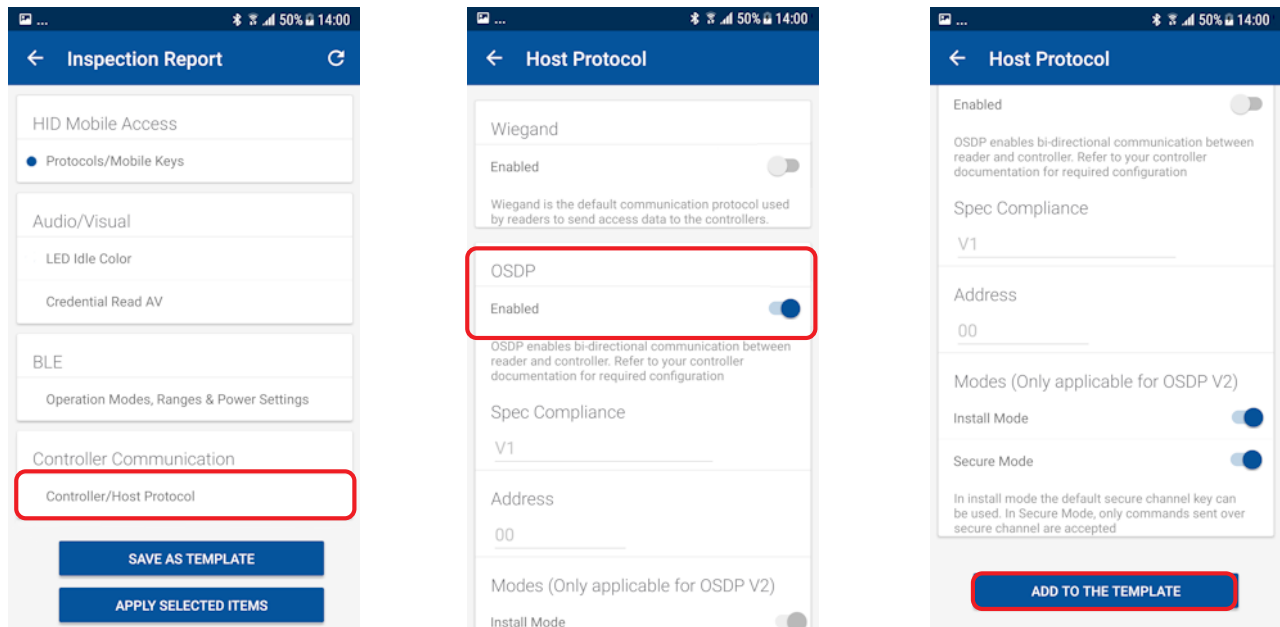 ... 50% 14:00
Inspection Report
HID Mobile Access
Protocols/Mobile Keys
Audio/Visual
LED Idle Color
Credential Read AV
BLE
Operation Modes, Ranges & Power Settings
Controller Communication
Controller/Host Protocol
SAVE AS TEMPLATE
APPLY SELECTED ITEMS
... 50% 14:00
Host Protocol
Wiegand
Enabled
Wiegand is the default communication protocol used
by readers to send access data to the controllers.
OSDP
Enabled
OSDP enables bi-directional communication between
reader and controller. Refer to your controller
documentation for required configuration
Spec Compliance
V1
Address
00
Modes (Only applicable for OSDP V2)
Install Mode
... 50% 14:00
Host Protocol
Enabled
OSDP enables bi-directional communication between
reader and controller. Refer to your controller
documentation for required configuration
Spec Compliance
V1
Address
00
Modes (Only applicable for OSDP V2)
Install Mode
Secure Mode
In install mode the default secure channel key can
be used. In Secure Mode, only commands sent over
secure channel are accepted
ADD TO THE TEMPLATE